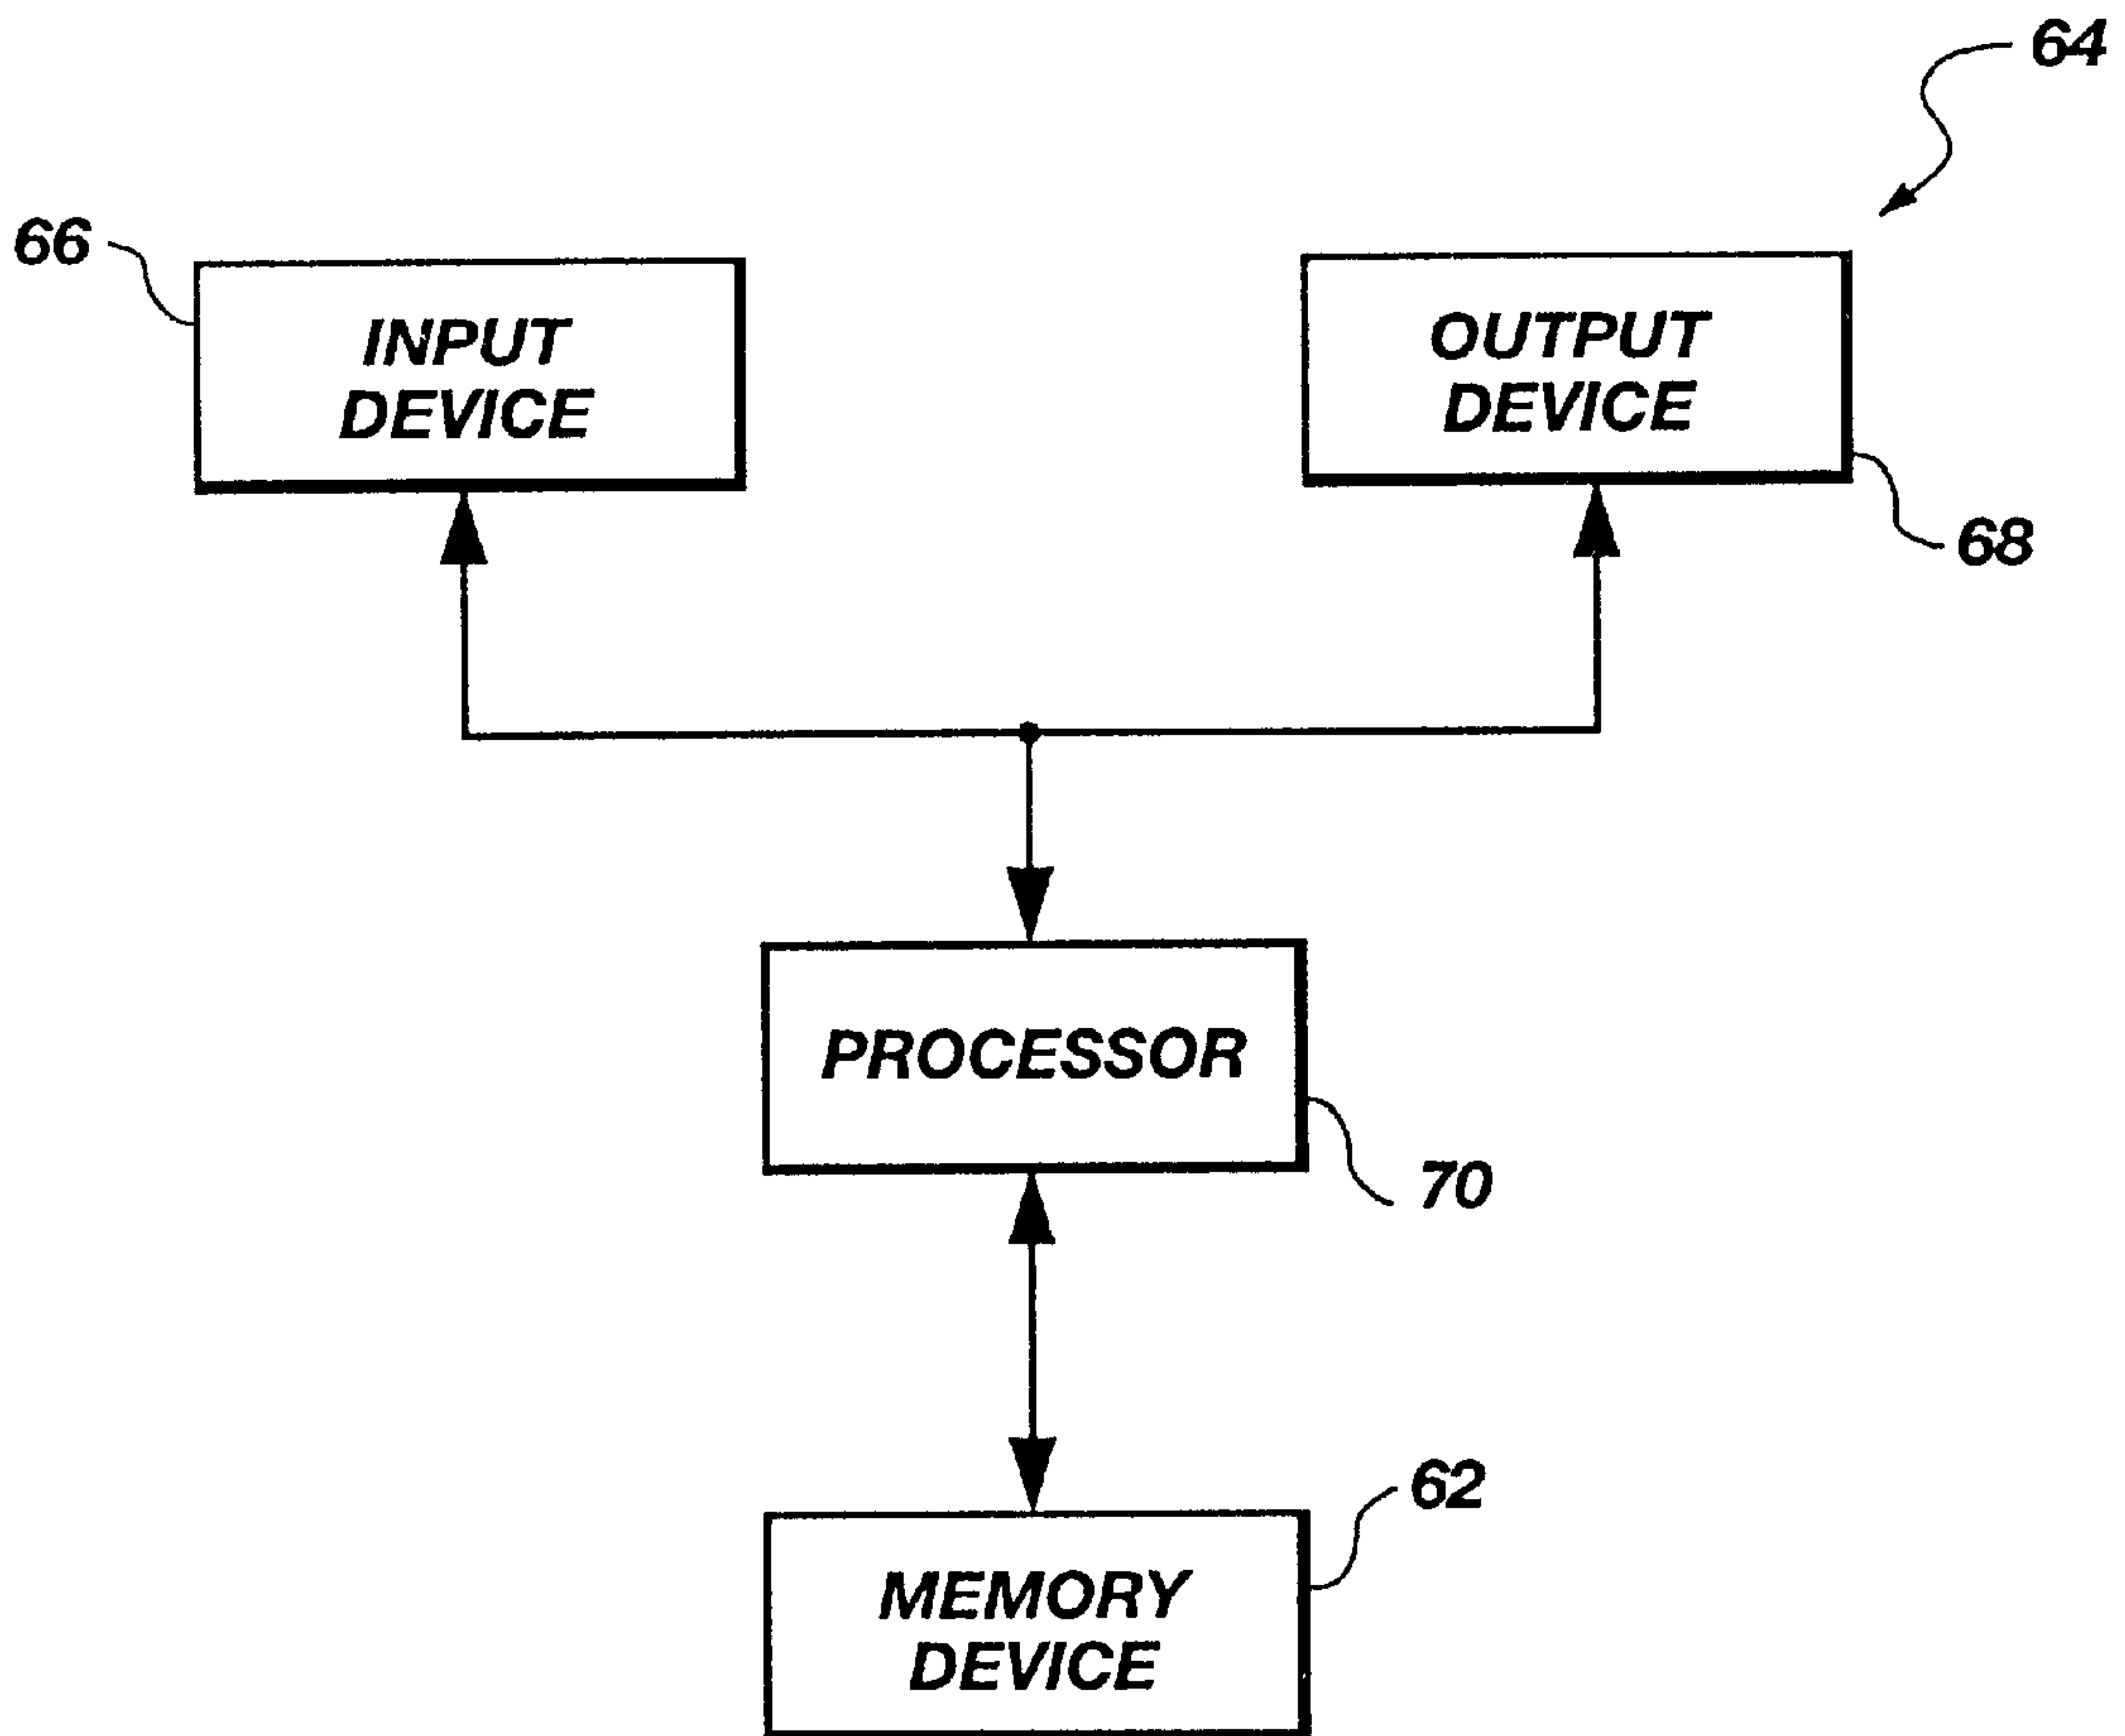 64
66
INPUT
DEVICE
OUTPUT
DEVICE
68
PROCESSOR
70
62
MEMORY
DEVICE